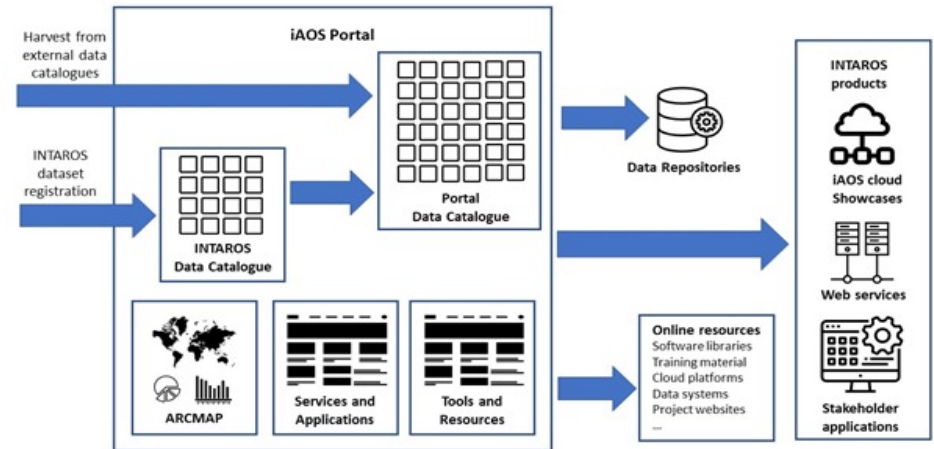 Harvest from
external data
catalogues
INTAROS
dataset
registration
iAOS Portal
Portal
Data Catalogue
INTAROS
Data Catalogue
ARCMAP
Services and
Applications
Tools and
Resources
Data Repositories
Online resources
Software libraries
Training material
Cloud platforms
Data systems
Project websites
...
INTAROS
products
iAOS cloud
Showcases
Web services
Stakeholder
applications